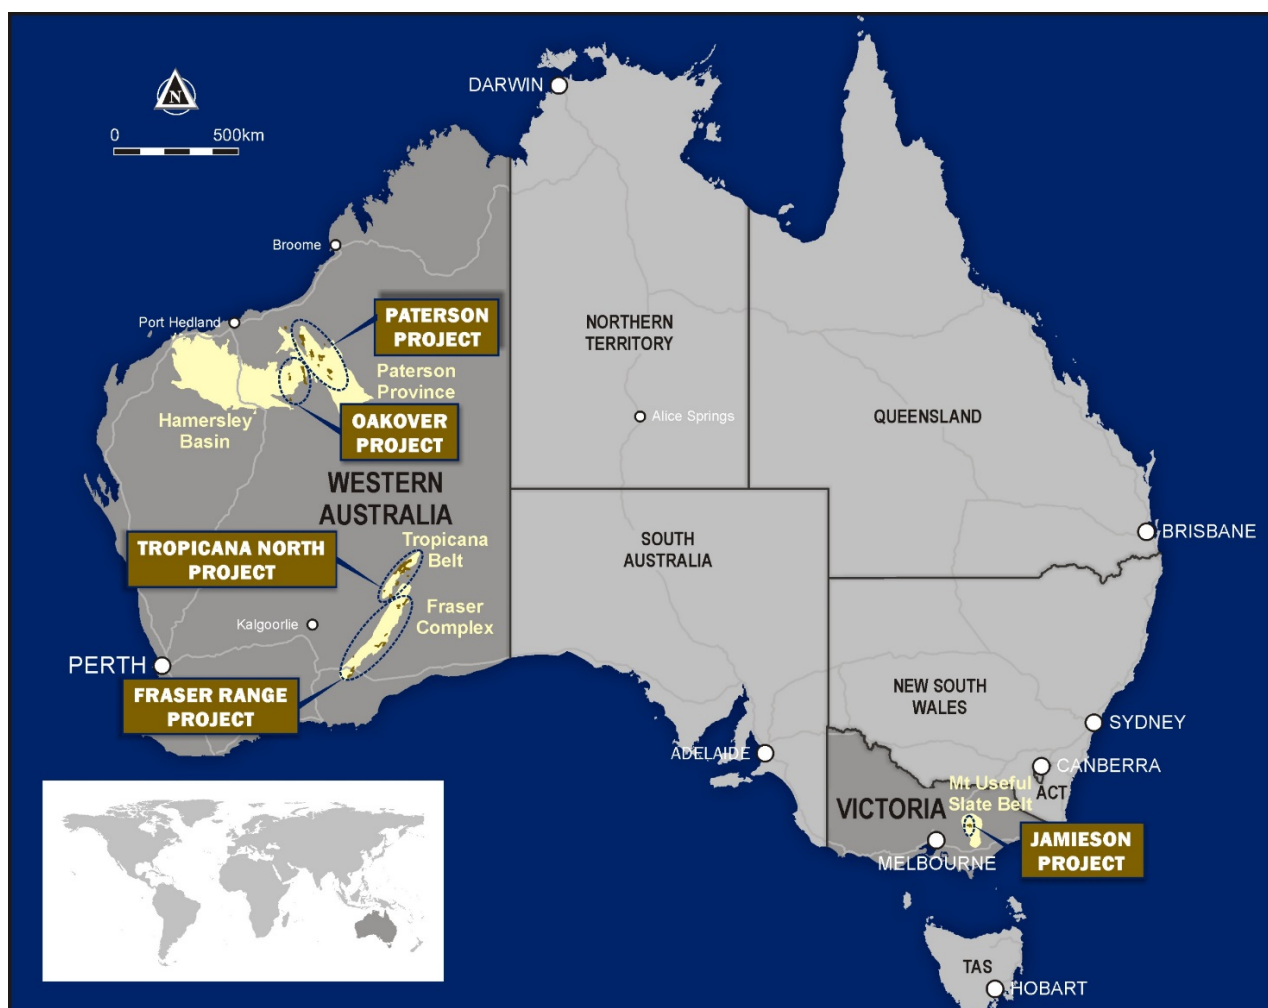 DARWIN
N
0 500km
Broome
Port Hedland
PATERSON
PROJECT
Paterson
Province
NORTHERN
TERRITORY
Hamersley
Basin
OAKOVER
PROJECT
Alice Springs
QUEENSLAND
WESTERN
AUSTRALIA
TROPICANA NORTH
PROJECT
Tropicana
Belt
SOUTH
AUSTRALIA
BRISBANE
Kalgoorlie
Fraser
Complex
PERTH
FRASER RANGE
PROJECT
NEW SOUTH
WALES
SYDNEY
ADELAIDE
CANBERRA
ACT
Mt Useful
Slate Belt
VICTORIA
MELBOURNE
JAMIESON
PROJECT
TAS
HOBART